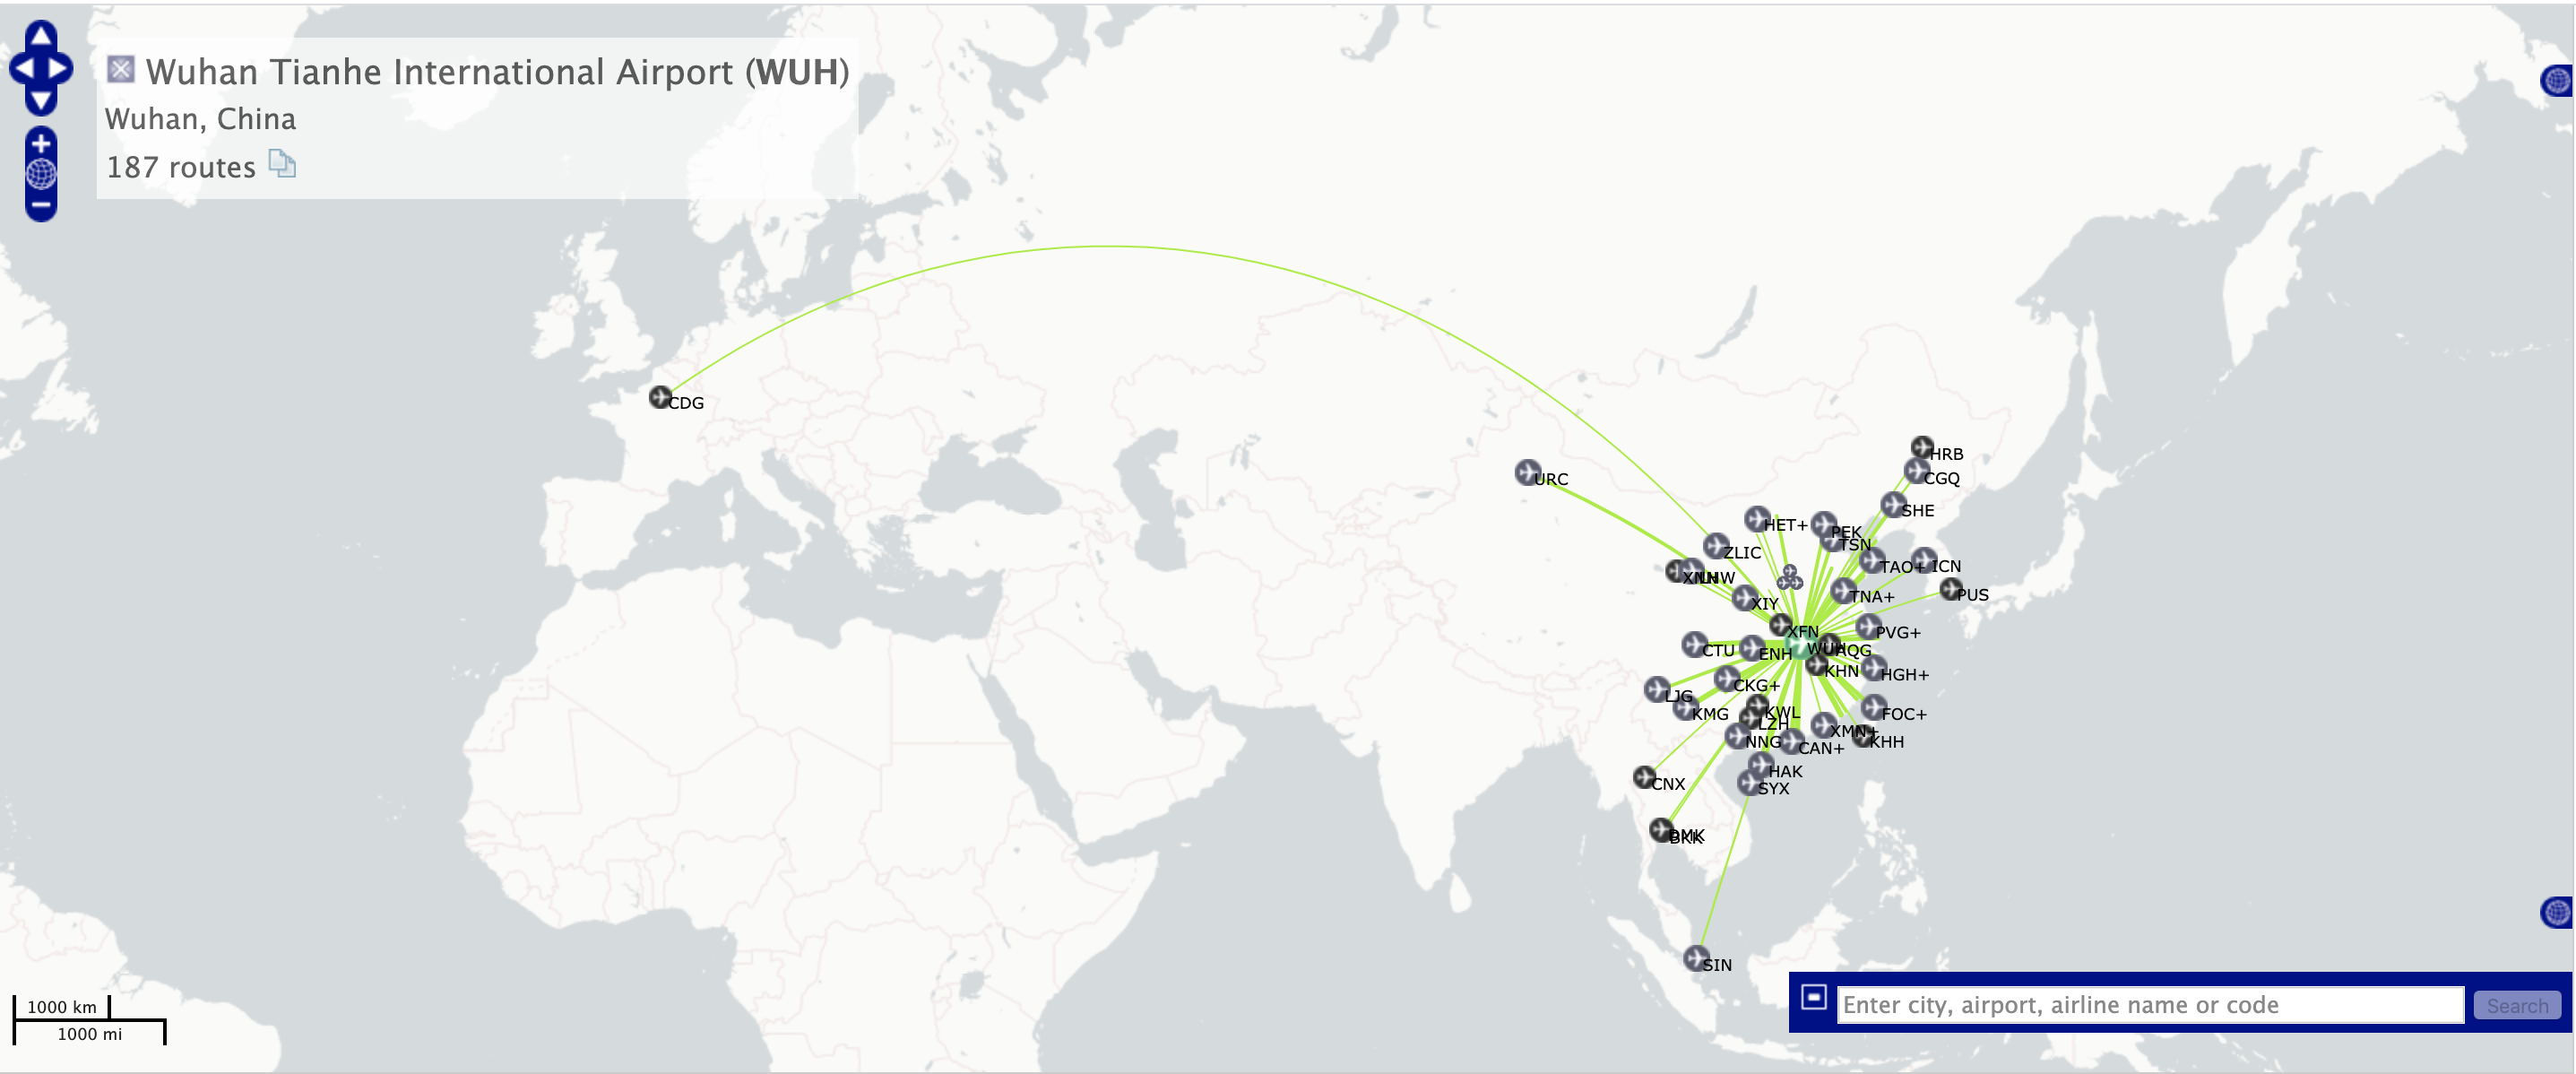 Wuhan Tianhe International Airport (WUH)
Wuhan, China
187 routes
CDG
URC
HRB
CGQ
SHE
HET+
PEK
TSN
ZLIC
TAO+
ICN
XNN
LHW
XIY
TNA+
PUS
XFN
PVG+
CTU
ENH
WUH
AQG
KHN
HGH+
CKG+
LJG
KMG
KWL
LZH
FOC+
XMN+
NNG
CAN+
KHH
HAK
CNX
SYX
DMK
BKK
SIN
1000 km
1000 mi
Enter city, airport, airline name or code
Search